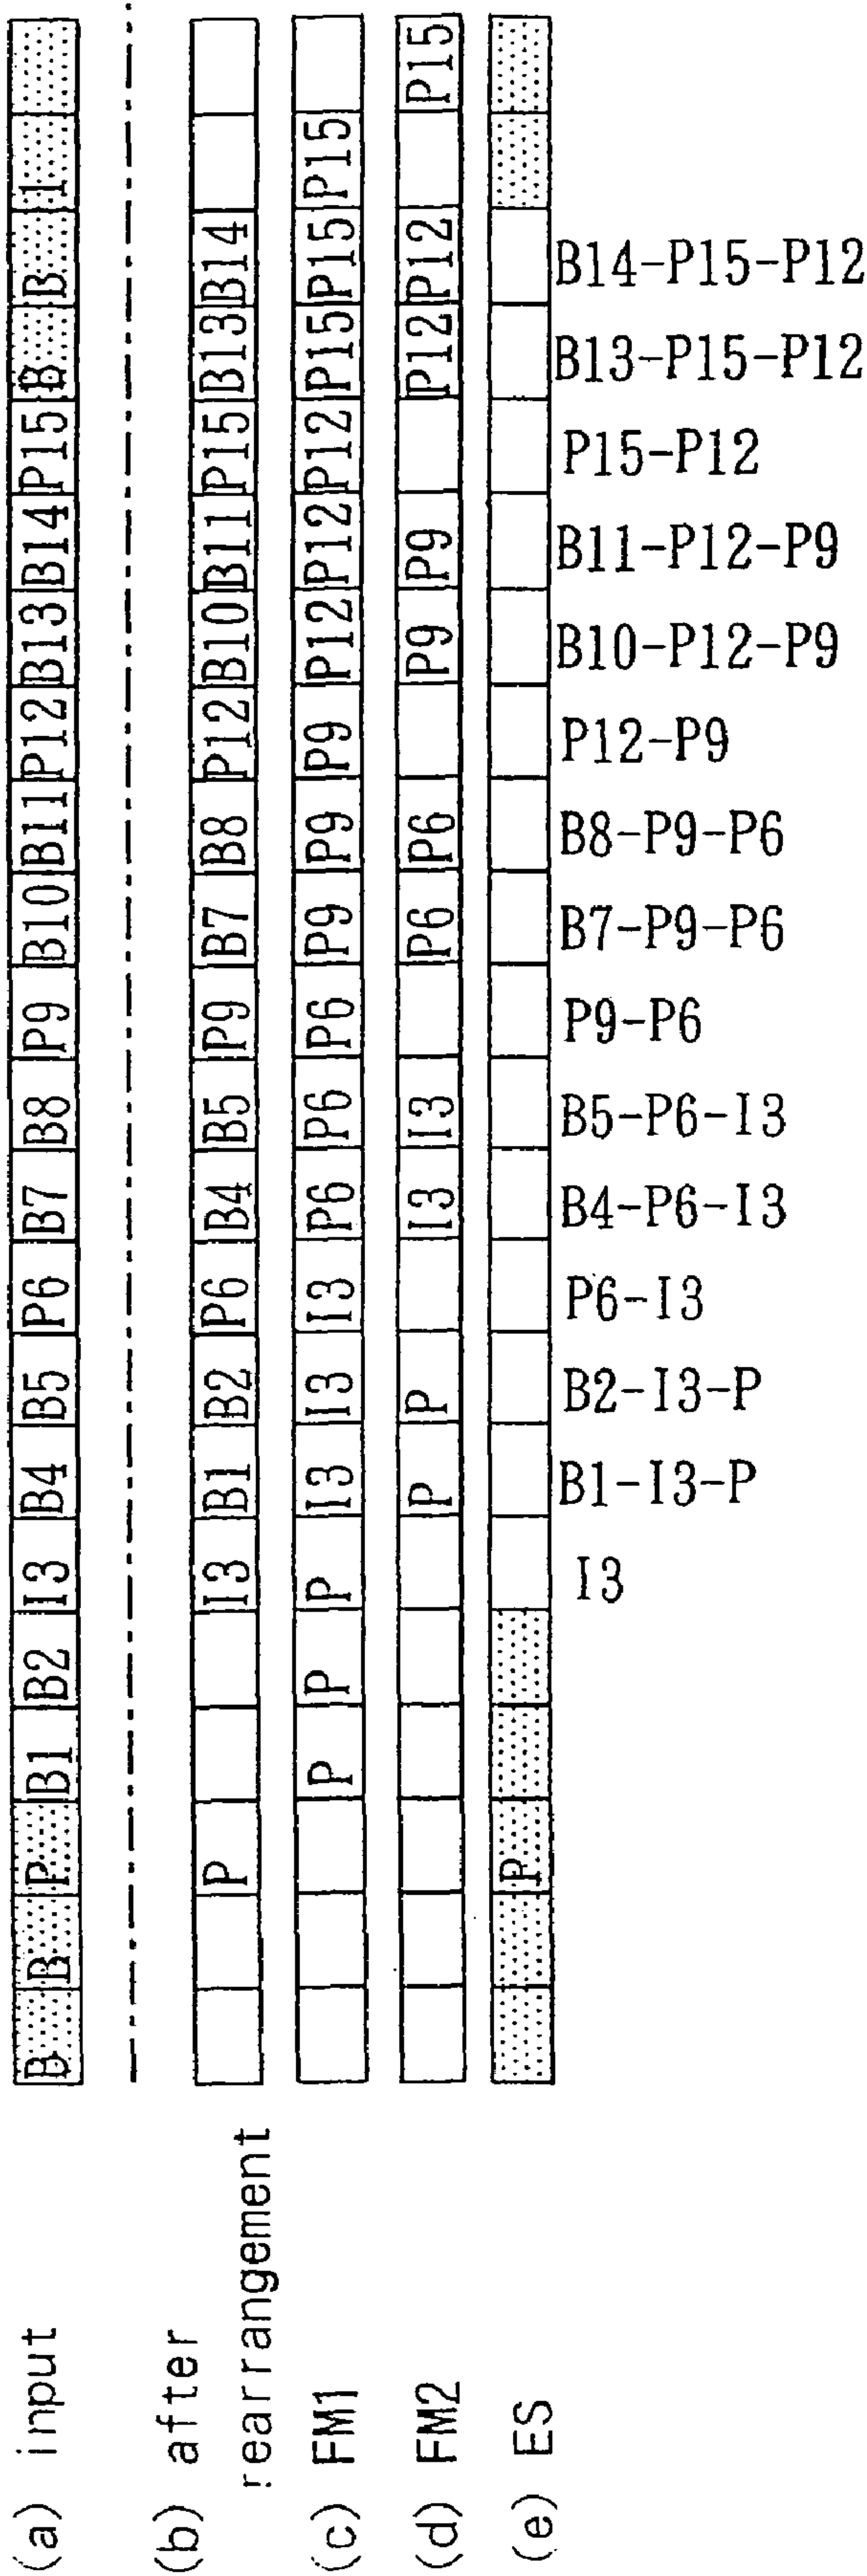 (a) input B B P B1 B2 I3 B4 B5 P6 B7 B8 P9 B10 B11 P12 B13 B14 P15 B B 1
(b) after rearrangement P I3 B1 B2 P6 B4 B5 P9 B7 B8 P12 B10 B11 P15 B13 B14
(c) FM1 P P P I3 I3 I3 P6 P6 P6 P9 P9 P9 P12 P12 P12 P15 P15 P15
(d) FM2 P P I3 I3 P6 P6 P9 P9 P12 P12 P15
(e) ES P
I3
B1-I3-P
B2-I3-P
P6-I3
B4-P6-I3
B5-P6-I3
P9-P6
B7-P9-P6
B8-P9-P6
P12-P9
B10-P12-P9
B11-P12-P9
P15-P12
B13-P15-P12
B14-P15-P12